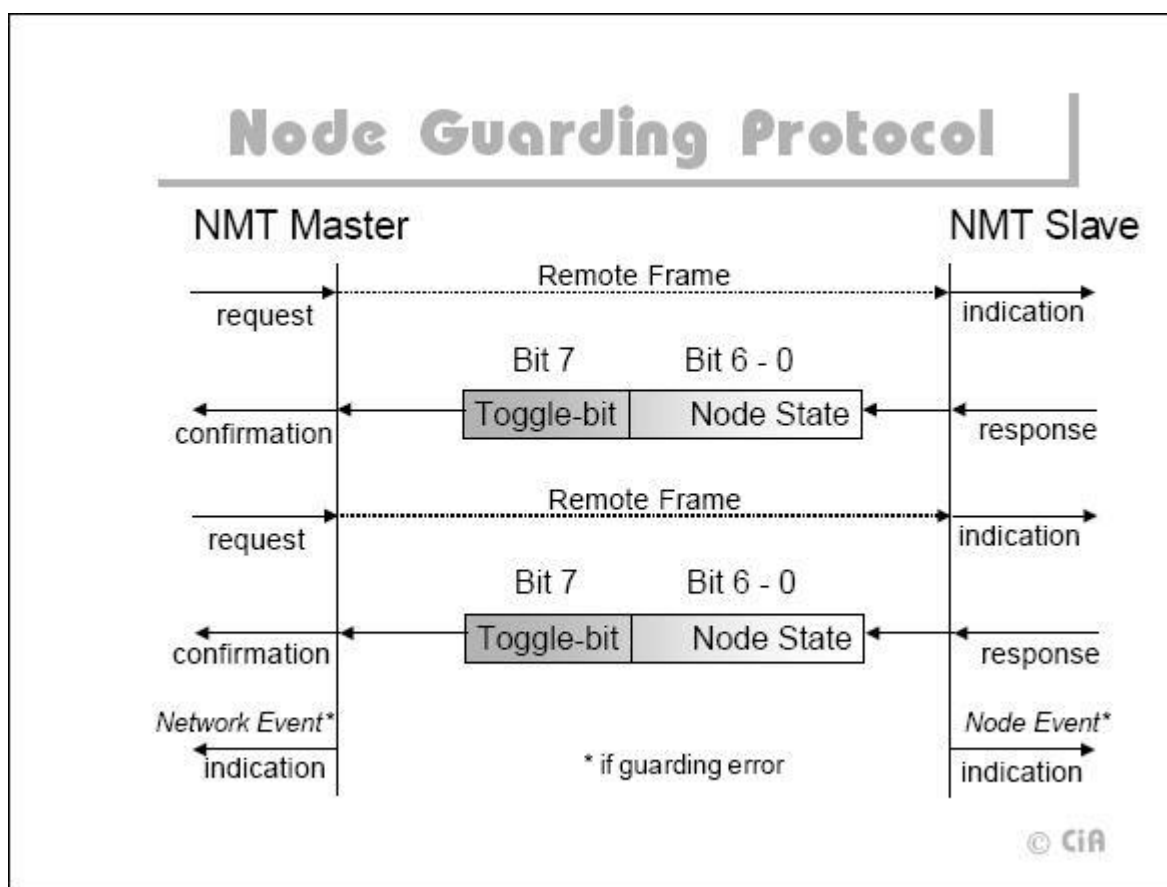 Node Guarding Protocol
NMT Master
NMT Slave
Remote Frame
request
indication
Bit 7
Bit 6 - 0
Toggle-bit
Node State
confirmation
response
Remote Frame
request
indication
Bit 7
Bit 6 - 0
Toggle-bit
Node State
confirmation
response
Network Event*
Node Event*
indication
* if guarding error
indication
© CiA